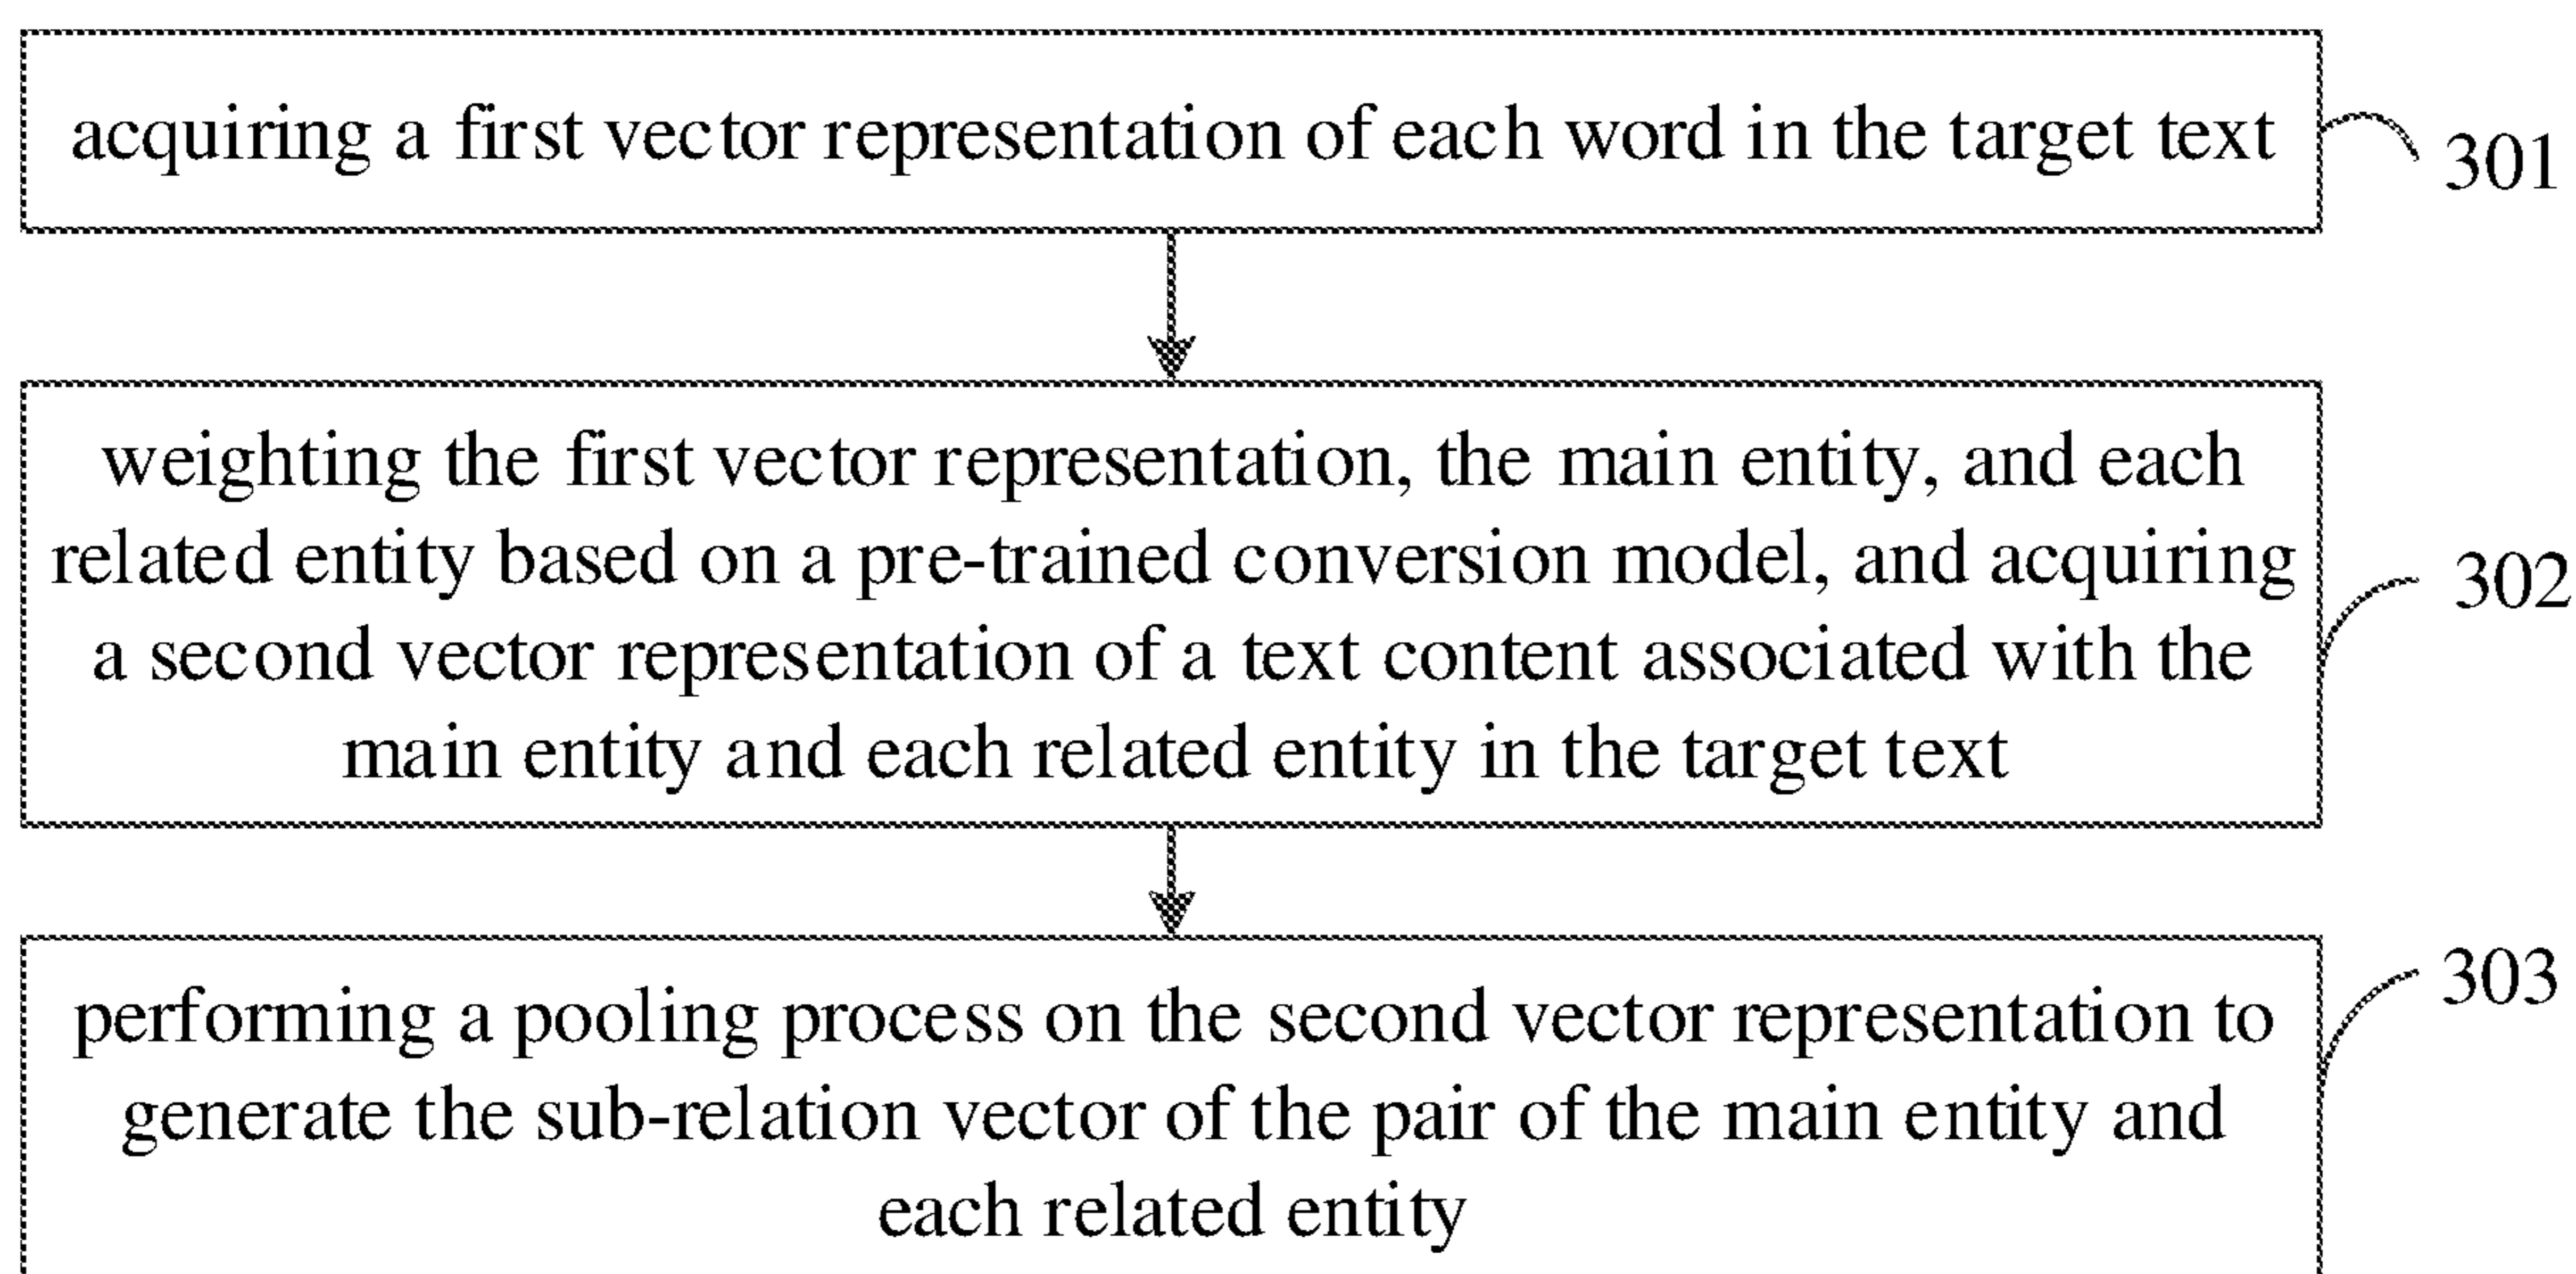 acquiring a first vector representation of each word in the target text
301
weighting the first vector representation, the main entity, and each
related entity based on a pre-trained conversion model, and acquiring
302
a second vector representation of a text content associated with the
main entity and each related entity in the target text
303
performing a pooling process on the second vector representation to
generate the sub-relation vector of the pair of the main entity and
each related entity